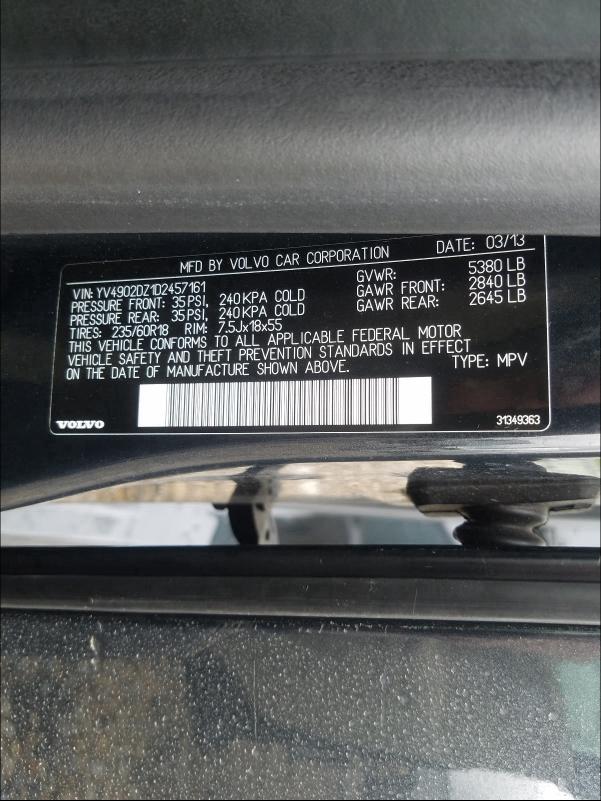 MFD BY VOLVO CAR CORPORATION DATE: 03/13
VIN: YV4902DZ1D2457161 GVWR: 5380 LB
PRESSURE FRONT: 35 PSI, 240 KPA COLD GAWR FRONT: 2840 LB
PRESSURE REAR: 35 PSI, 240 KPA COLD GAWR REAR: 2645 LB
TIRES: 235/60R18 RIM: 7.5Jx18x55
THIS VEHICLE CONFORMS TO ALL APPLICABLE FEDERAL MOTOR
VEHICLE SAFETY AND THEFT PREVENTION STANDARDS IN EFFECT
ON THE DATE OF MANUFACTURE SHOWN ABOVE. TYPE: MPV
VOLVO 31349363